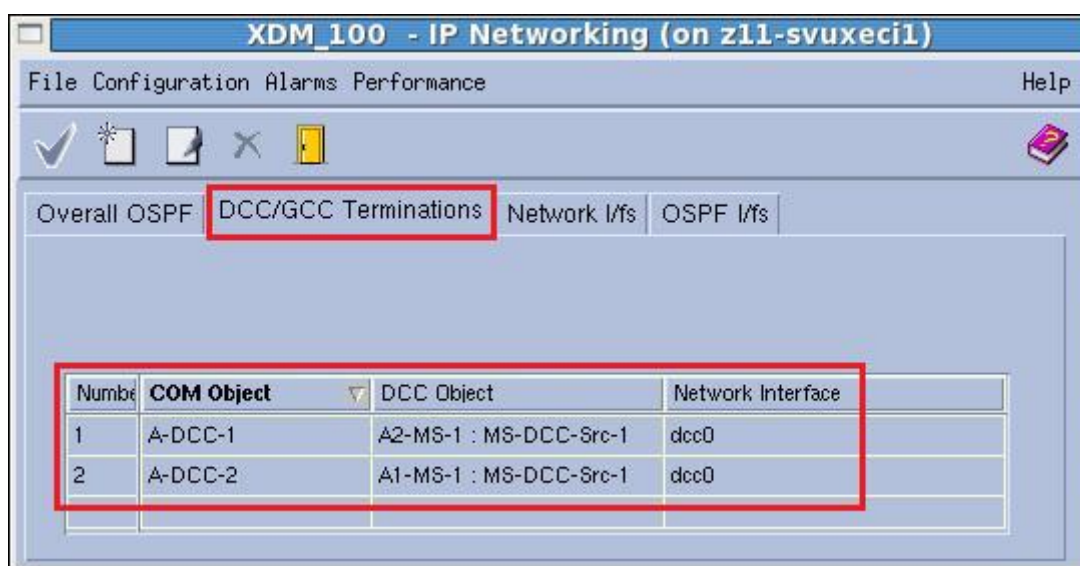 XDM_100 - IP Networking (on z11-svuxeci1)
File Configuration Alarms Performance Help
Overall OSPF DCC/GCC Terminations Network I/fs OSPF I/fs
Numbe COM Object DCC Object Network Interface
1 A-DCC-1 A2-MS-1 : MS-DCC-Src-1 dcc0
2 A-DCC-2 A1-MS-1 : MS-DCC-Src-1 dcc0